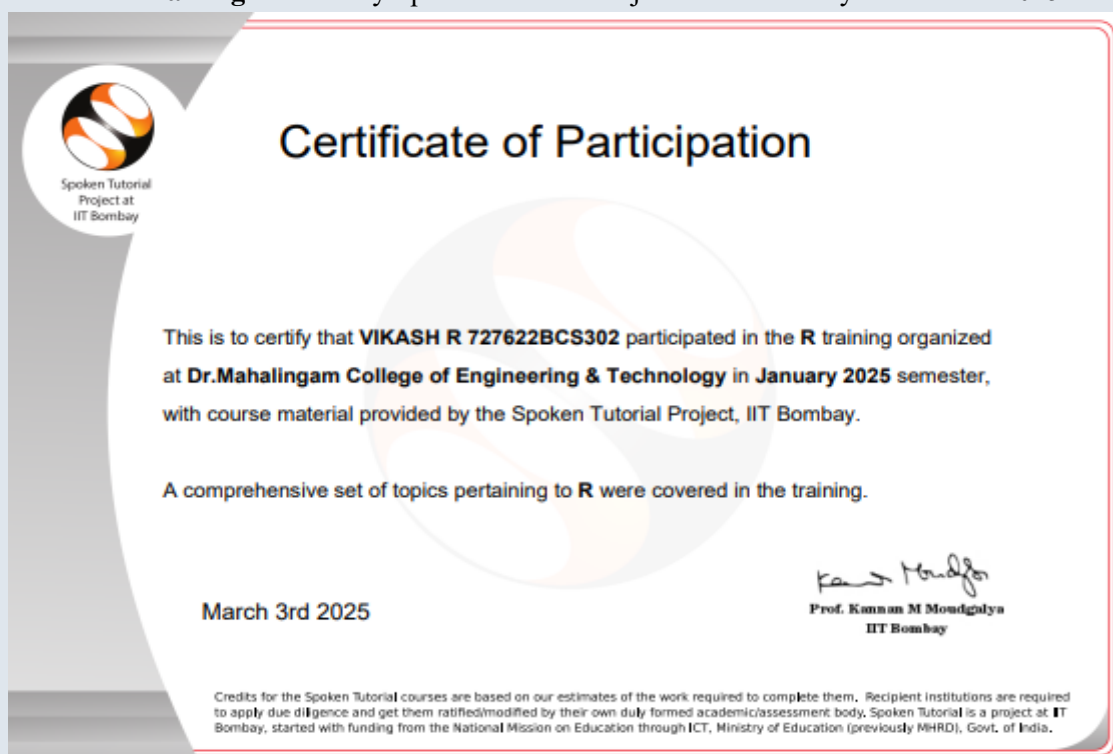 Spoken Tutorial
Project at
IIT Bombay
Certificate of Participation
This is to certify that VIKASH R 727622BCS302 participated in the R training organized
at Dr.Mahalingam College of Engineering & Technology in January 2025 semester,
with course material provided by the Spoken Tutorial Project, IIT Bombay.
A comprehensive set of topics pertaining to R were covered in the training.
March 3rd 2025
Prof. Kannan M Moudgalya
IIT Bombay
Credits for the Spoken Tutorial courses are based on our estimates of the work required to complete them. Recipient institutions are required
to apply due diligence and get them ratified/modified by their own duly formed academic/assessment body. Spoken Tutorial is a project at IIT
Bombay, started with funding from the National Mission on Education through ICT, Ministry of Education (previously MHRD), Govt. of India.